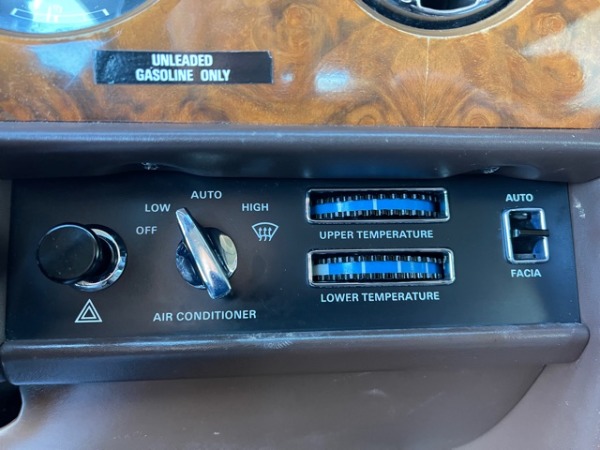 UNLEADED
GASOLINE ONLY
AUTO
LOW
HIGH
OFF
AIR CONDITIONER
UPPER TEMPERATURE
LOWER TEMPERATURE
AUTO
FACIA